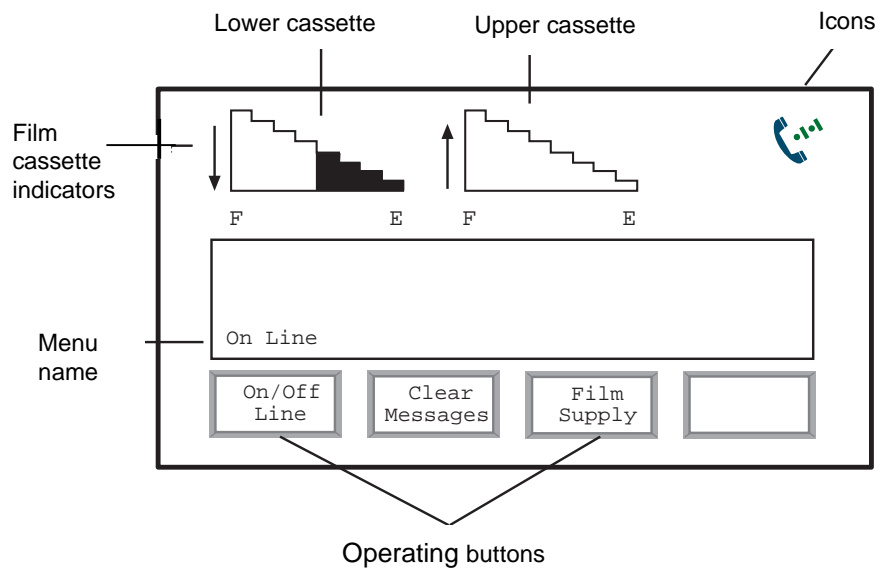 Lower cassette
Upper cassette
Icons
Film
cassette
indicators
F E
F E
Menu
name
On Line
On/Off
Line
Clear
Messages
Film
Supply
Operating buttons